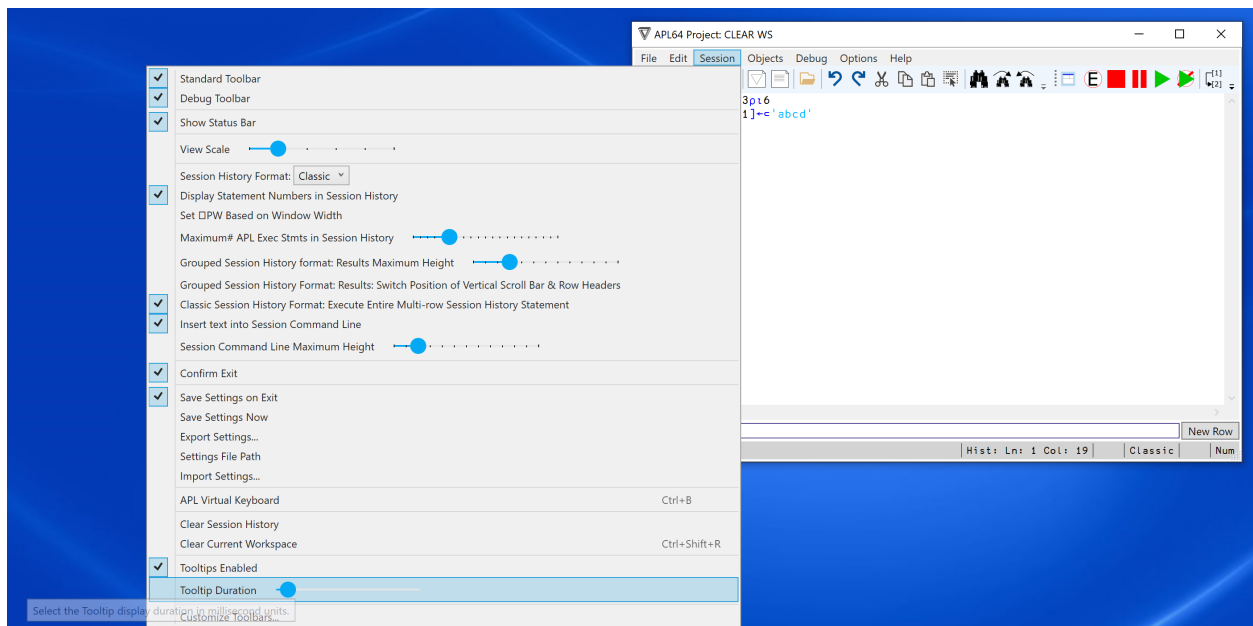 APL64 Project: CLEAR WS
File Edit Session Objects Debug Options Help
Standard Toolbar
Debug Toolbar
Show Status Bar
View Scale
Session History Format: Classic
Display Statement Numbers in Session History
Set ⎕PW Based on Window Width
Maximum# APL Exec Stmts in Session History
Grouped Session History format: Results Maximum Height
Grouped Session History Format: Results: Switch Position of Vertical Scroll Bar & Row Headers
Classic Session History Format: Execute Entire Multi-row Session History Statement
Insert text into Session Command Line
Session Command Line Maximum Height
Confirm Exit
Save Settings on Exit
Save Settings Now
Export Settings...
Settings File Path
Import Settings...
APL Virtual Keyboard Ctrl+B
Clear Session History
Clear Current Workspace Ctrl+Shift+R
Tooltips Enabled
Tooltip Duration
Select the Tooltip display duration in millisecond units.
Customize Toolbars...
E
[1]
[2]
3⍴⍳6
1]←⊂'abcd'
New Row
Hist: Ln: 1 Col: 19 Classic Num